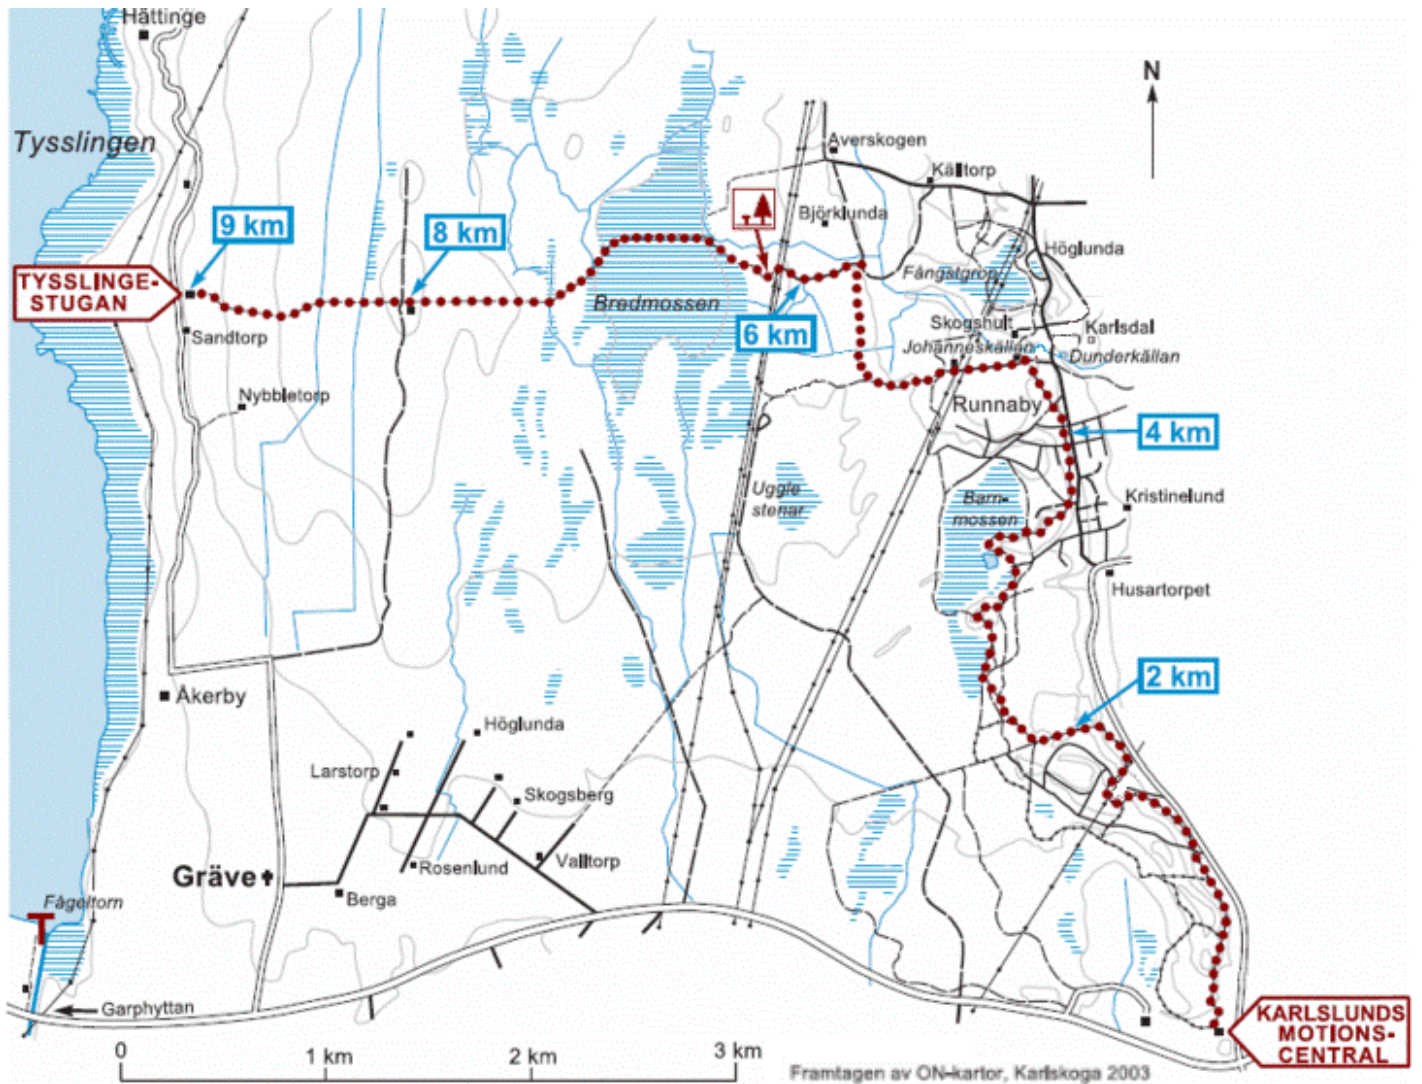 Hättinge
N
Tysslingen
Averskogen
Källtorp
9 km
8 km
Björklunda
Höglunda
TYSSLINGE-
STUGAN
Fångstgrop
Bredmossen
6 km
Skogshult
Karlsdal
Sandtorp
Johanneskällan
Dunderkällan
Nybbletorp
Runnaby
4 km
Uggle
stenar
Barn-
mossen
Kristinelund
Husartorpet
2 km
Åkerby
Höglunda
Larstorp
Skogsberg
Valltorp
Rosenlund
Gräve
Berga
Fågeltorn
Garphyttan
KARLSLUNDS
MOTIONS-
CENTRAL
0
1 km
2 km
3 km
Framtagen av ON-kartor, Karlskoga 2003